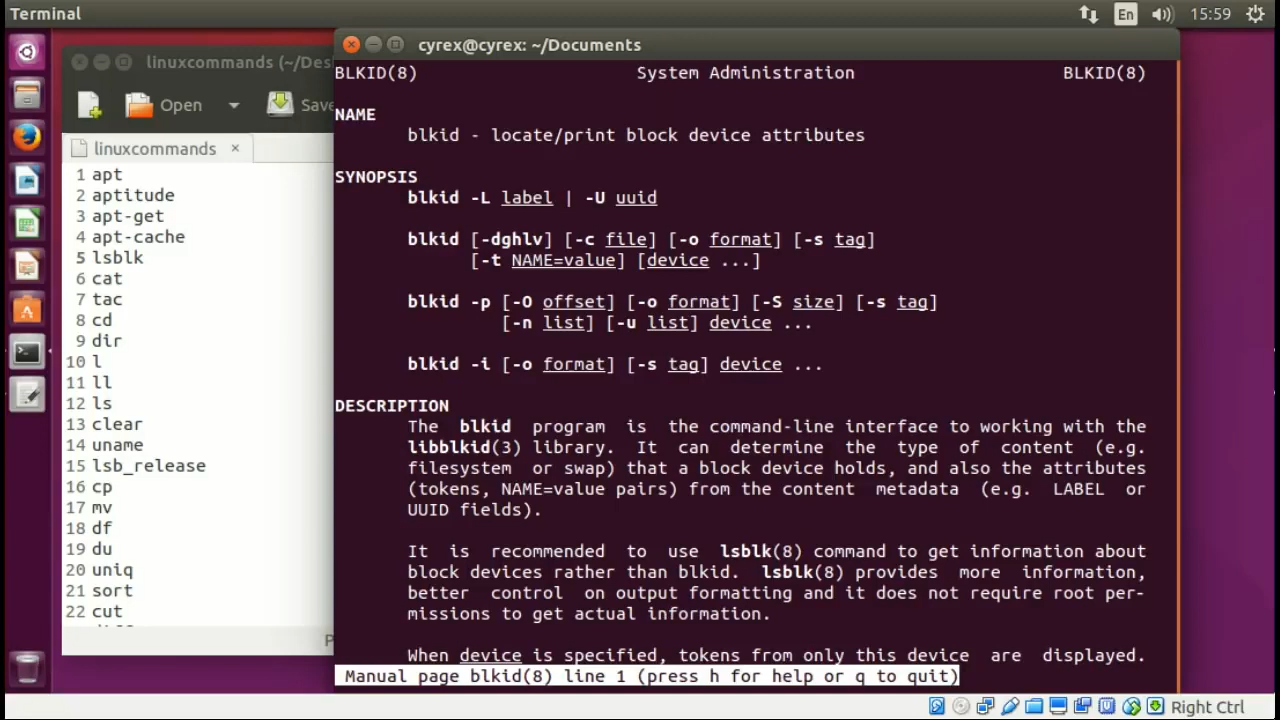 Terminal
En
15:59
linuxcommands (~/Des
Open
Save
linuxcommands ×
1 apt
2 aptitude
3 apt-get
4 apt-cache
5 lsblk
6 cat
7 tac
8 cd
9 dir
10 l
11 ll
12 ls
13 clear
14 uname
15 lsb_release
16 cp
17 mv
18 df
19 du
20 uniq
21 sort
22 cut
P
cyrex@cyrex: ~/Documents
BLKID(8) System Administration BLKID(8)
NAME
blkid - locate/print block device attributes
SYNOPSIS
blkid -L label | -U uuid
blkid [-dghlv] [-c file] [-o format] [-s tag]
[-t NAME=value] [device ...]
blkid -p [-O offset] [-o format] [-S size] [-s tag]
[-n list] [-u list] device ...
blkid -i [-o format] [-s tag] device ...
DESCRIPTION
The blkid program is the command-line interface to working with the
libblkid(3) library. It can determine the type of content (e.g.
filesystem or swap) that a block device holds, and also the attributes
(tokens, NAME=value pairs) from the content metadata (e.g. LABEL or
UUID fields).
It is recommended to use lsblk(8) command to get information about
block devices rather than blkid. lsblk(8) provides more information,
better control on output formatting and it does not require root per-
missions to get actual information.
When device is specified, tokens from only this device are displayed.
Manual page blkid(8) line 1 (press h for help or q to quit)
Right Ctrl